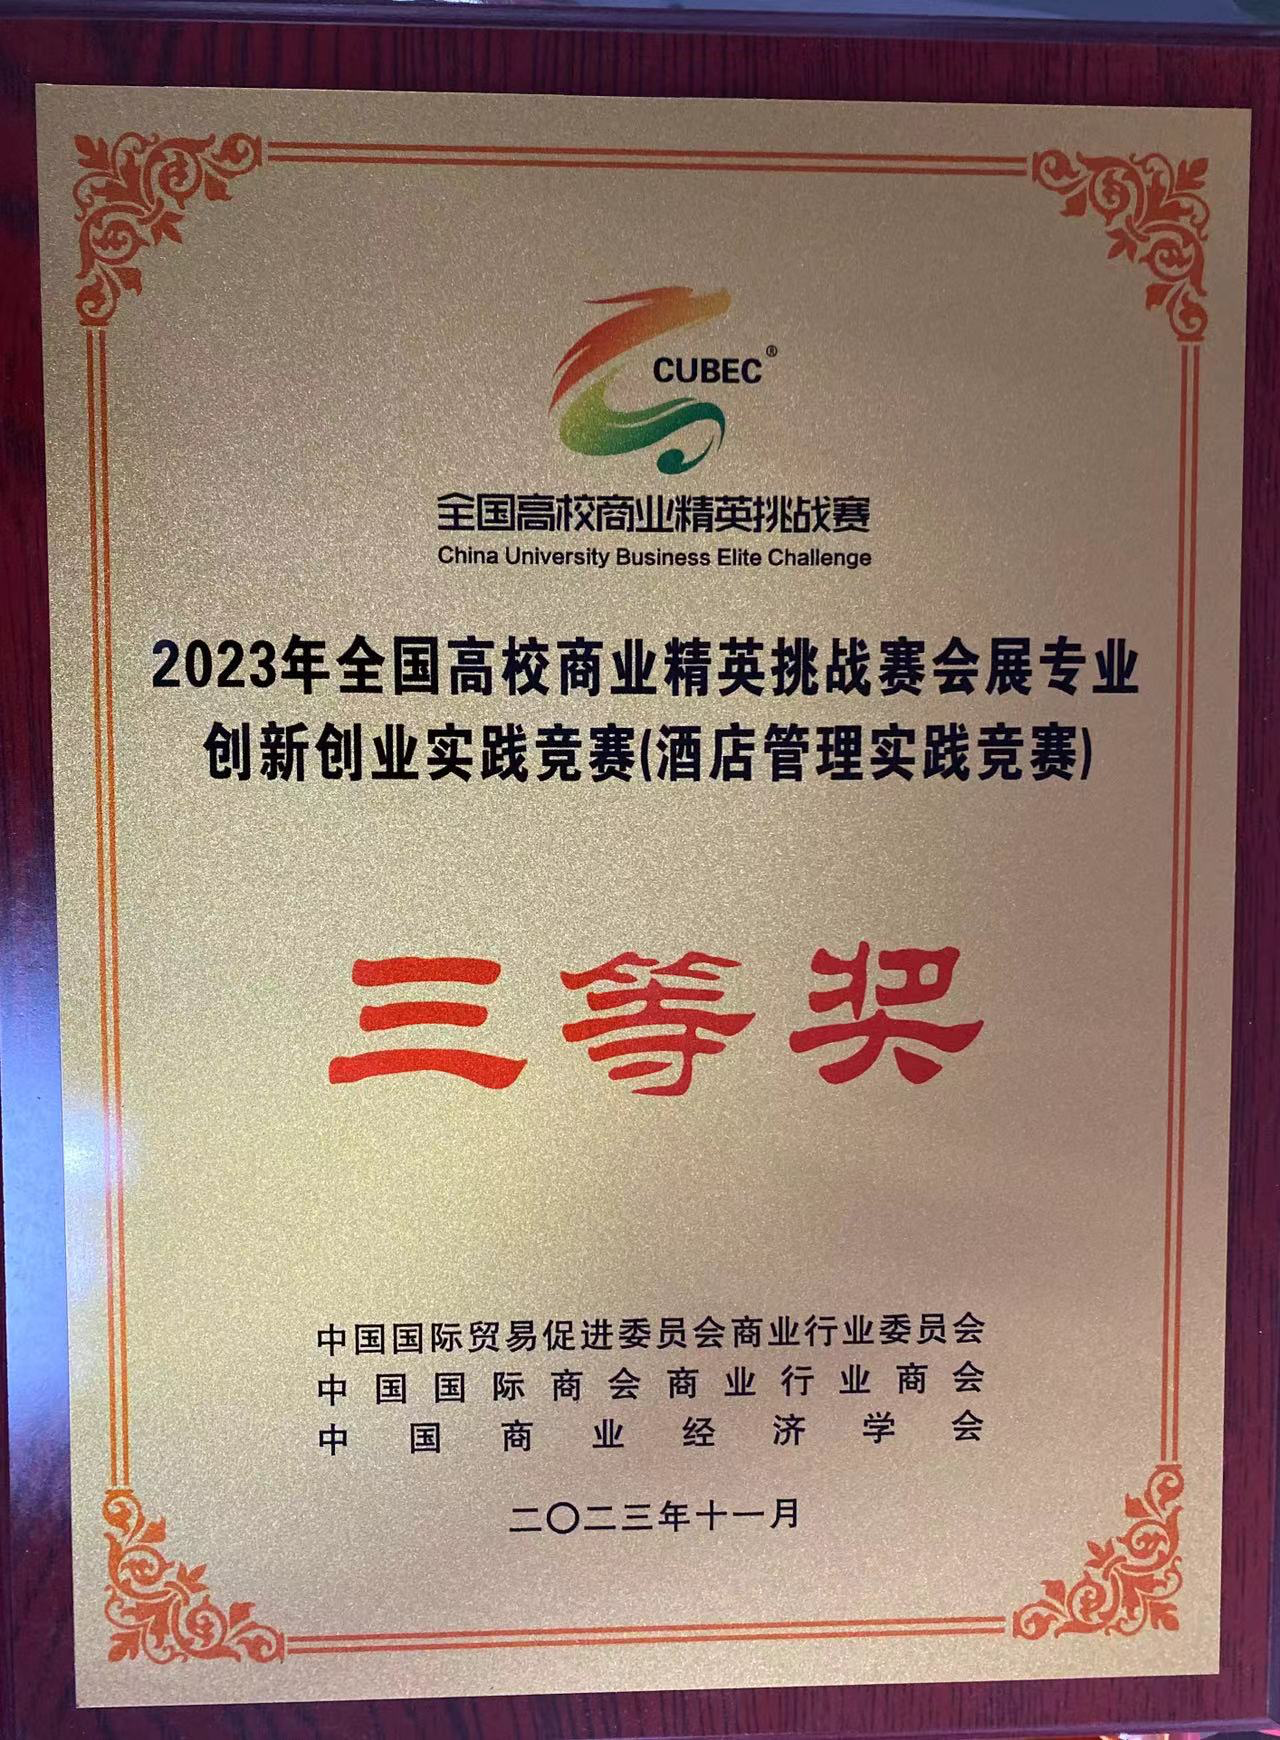 CUBEC®
全国高校商业精英挑战赛
China University Business Elite Challenge
2023年全国高校商业精英挑战赛会展专业
创新创业实践竞赛(酒店管理实践竞赛)
三等奖
中国国际贸易促进委员会商业行业委员会
中国国际商会商业行业商会
中国商业经济学会
二〇二三年十一月